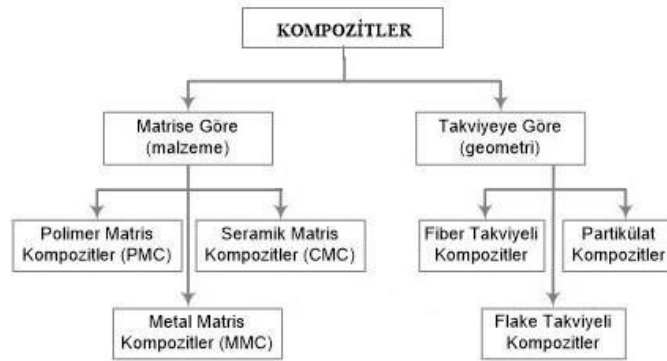 KOMPOZİTLER
Matrise Göre
(malzeme)
Takviyeye Göre
(geometri)
Polimer Matris
Kompozitler (PMC)
Seramik Matris
Kompozitler (CMC)
Fiber Takviyeli
Kompozitler
Partikülat
Kompozitler
Metal Matris
Kompozitler (MMC)
Flake Takviyeli
Kompozitler